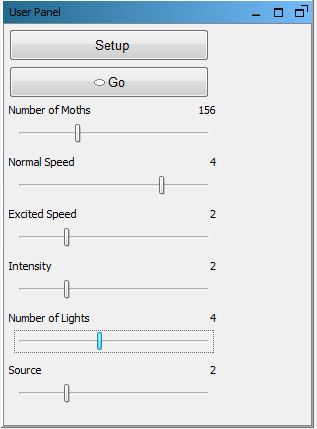 User Panel
Setup
Go
Number of Moths 156
Normal Speed 4
Excited Speed 2
Intensity 2
Number of Lights 4
Source 2